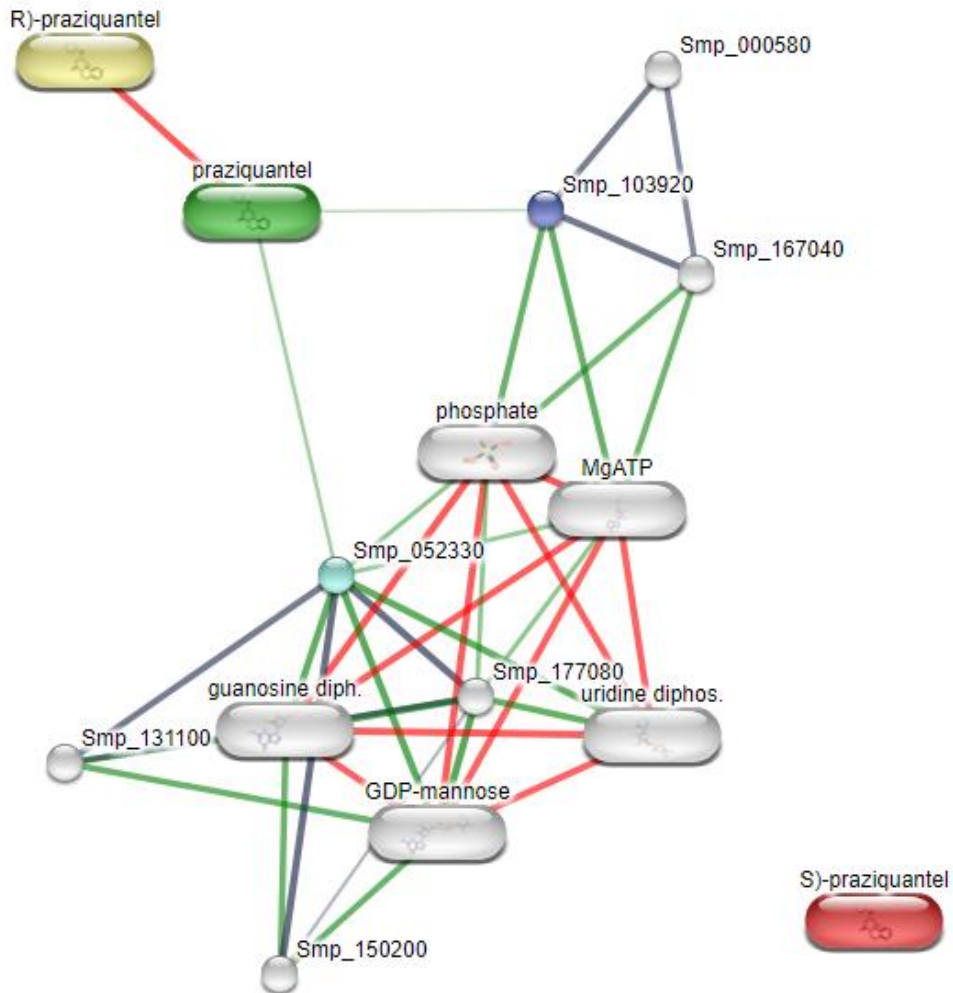 R)-praziquantel
Smp_000580
praziquantel
Smp_103920
Smp_167040
phosphate
MgATP
Smp_052330
Smp_177080
guanosine diph.
uridine diphos.
Smp_131100
GDP-mannose
S)-praziquantel
Smp_150200